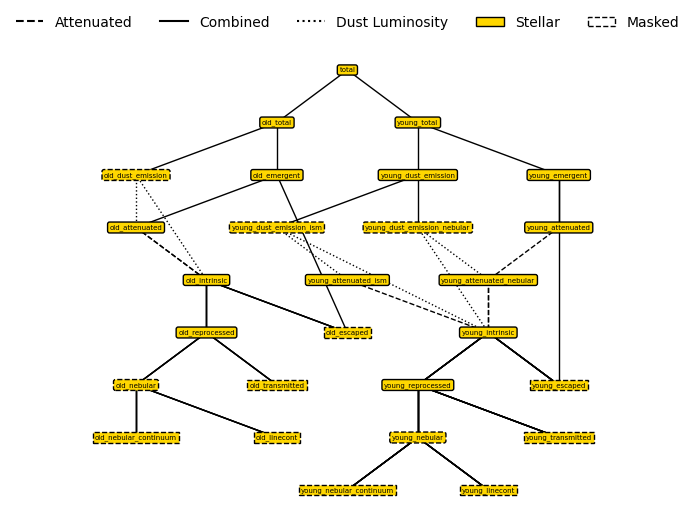 Attenuated Combined Dust Luminosity Stellar Masked
total
old_total young_total
old_dust_emission old_emergent young_dust_emission young_emergent
old_attenuated young_dust_emission_ism young_dust_emission_nebular young_attenuated
old_intrinsic young_attenuated_ism young_attenuated_nebular
old_reprocessed old_escaped young_intrinsic
old_nebular old_transmitted young_reprocessed young_escaped
old_nebular_continuum old_linecont young_nebular young_transmitted
young_nebular_continuum young_linecont